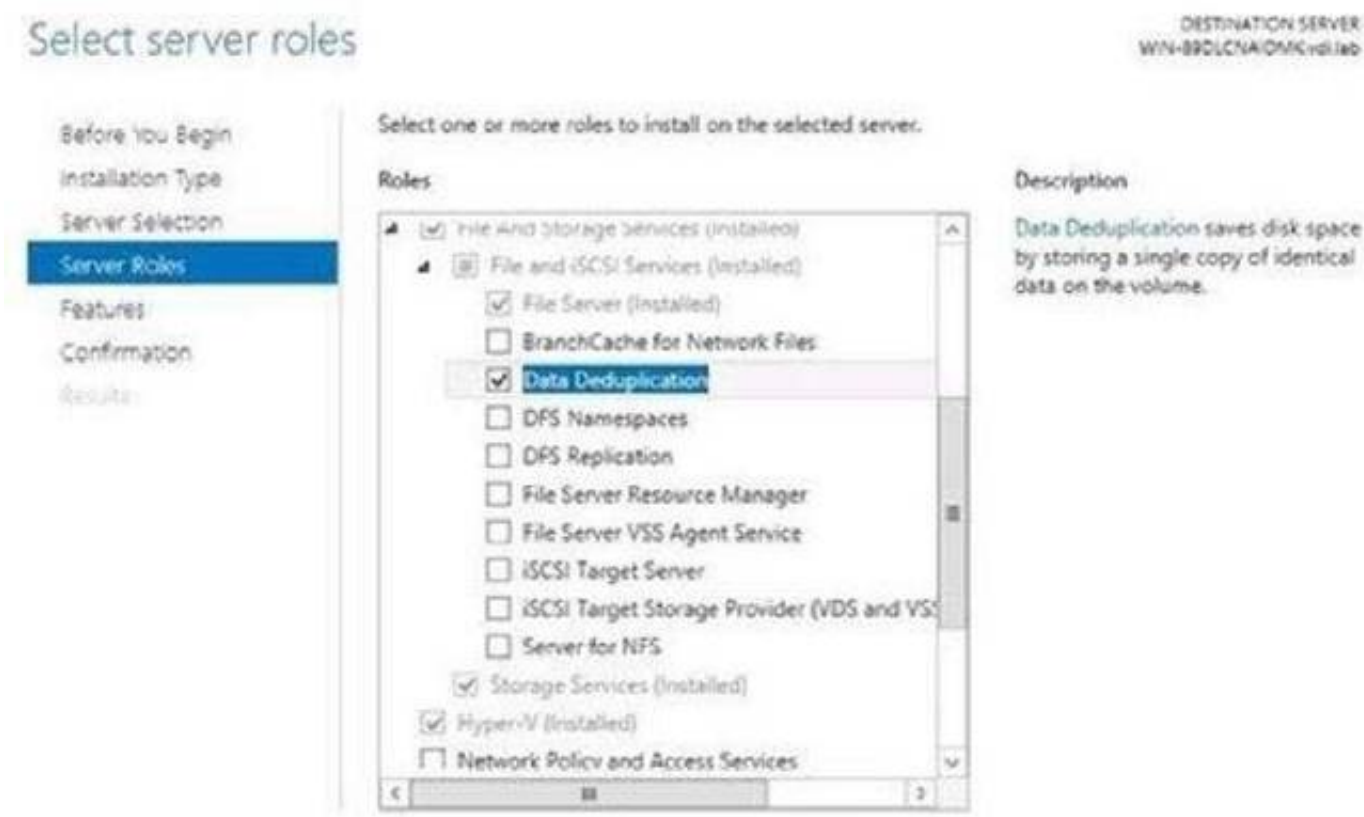 Select server roles
DESTINATION SERVER
Before You Begin
Installation Type
Server Selection
Server Roles
Features
Confirmation
Results
Select one or more roles to install on the selected server.
Roles
File And Storage Services (Installed)
File and iSCSI Services (Installed)
File Server (Installed)
BranchCache for Network Files
Data Deduplication
DFS Namespaces
DFS Replication
File Server Resource Manager
File Server VSS Agent Service
iSCSI Target Server
iSCSI Target Storage Provider (VDS and VSS
Server for NFS
Storage Services (Installed)
Hyper-V (Installed)
Network Policy and Access Services
Description
Data Deduplication saves disk space
by storing a single copy of identical
data on the volume.